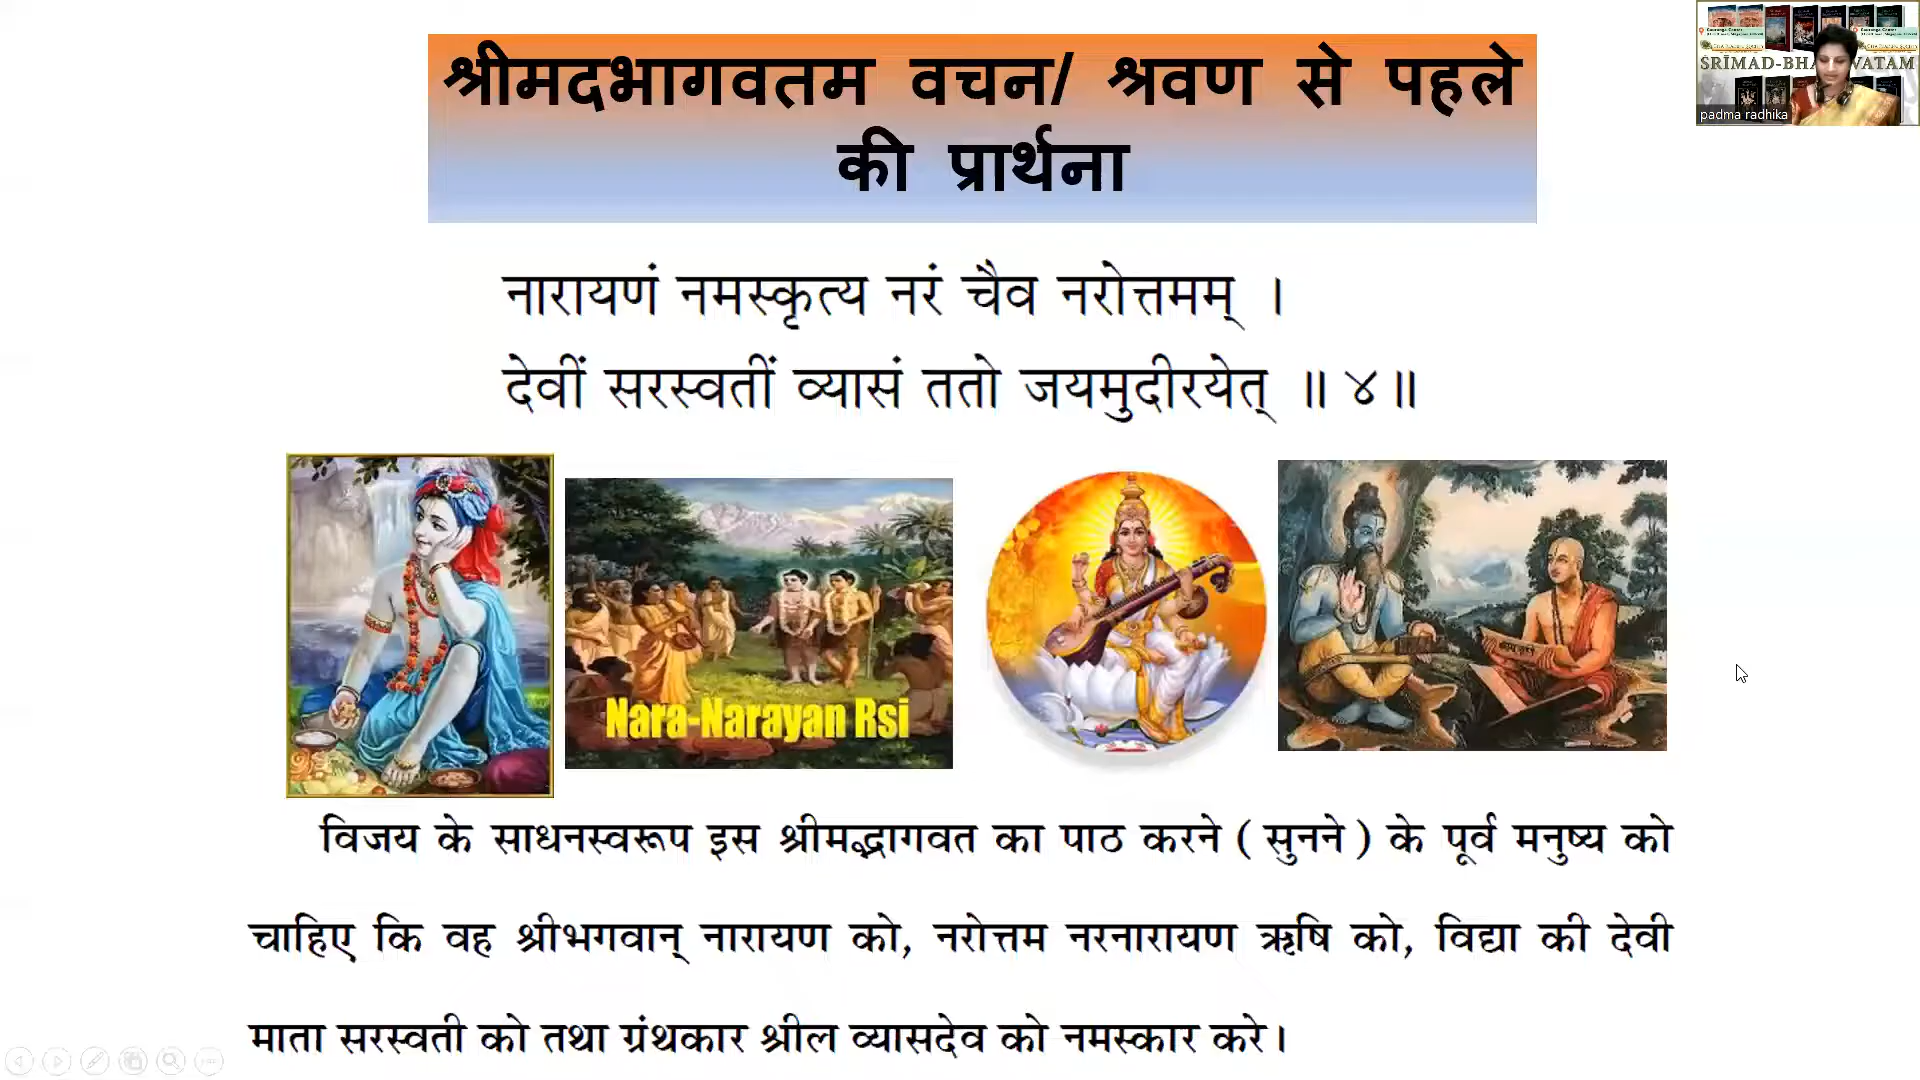 श्रीमदभागवतम वचन/ श्रवण से पहले
की प्रार्थना
नारायणं नमस्कृत्य नरं चैव नरोत्तमम् ।
देवीं सरस्वतीं व्यासं ततो जयमुदीरयेत् ॥ ४॥
Nara-Narayan Rsi
विजय के साधनस्वरूप इस श्रीमद्भागवत का पाठ करने ( सुनने ) के पूर्व मनुष्य को
चाहिए कि वह श्रीभगवान् नारायण को, नरोत्तम नरनारायण ऋषि को, विद्या की देवी
माता सरस्वती को तथा ग्रंथकार श्रील व्यासदेव को नमस्कार करे।
SRIMAD-BHA VATAM
padma radhika